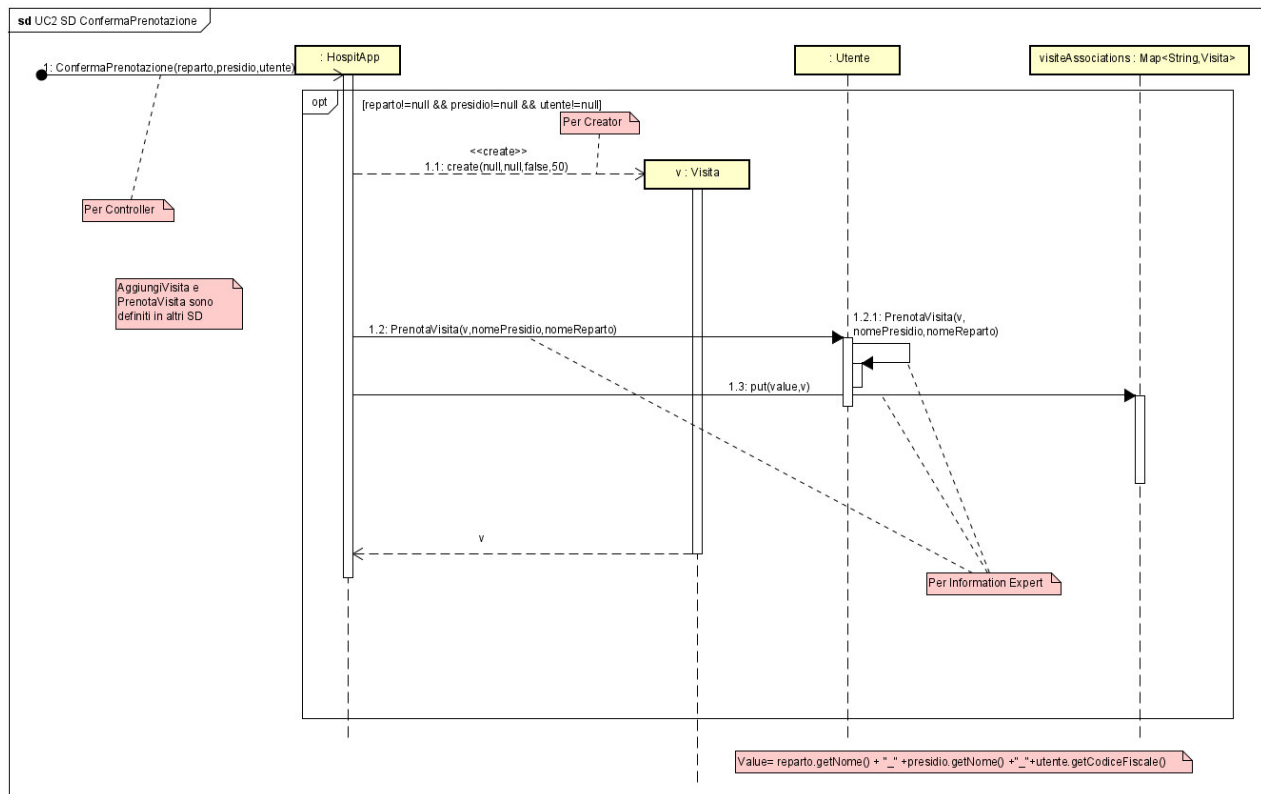 sd UC2 SD ConfermaPrenotazione
1: ConfermaPrenotazione(reparto,presidio,utente)
: HospitApp
: Utente
visiteAssociations : Map<String,Visita>
opt
[reparto!=null && presidio!=null && utente!=null]
Per Creator
<<create>>
1.1: create(null,null,false,50)
v : Visita
Per Controller
AggiungiVisita e
PrenotaVisita sono
definiti in altri SD
1.2: PrenotaVisita(v,nomePresidio,nomeReparto)
1.2.1: PrenotaVisita(v,
nomePresidio,nomeReparto)
1.3: put(value,v)
v
Per Information Expert
Value= reparto.getNome() + "_" +presidio.getNome() +"_"+utente.getCodiceFiscale()